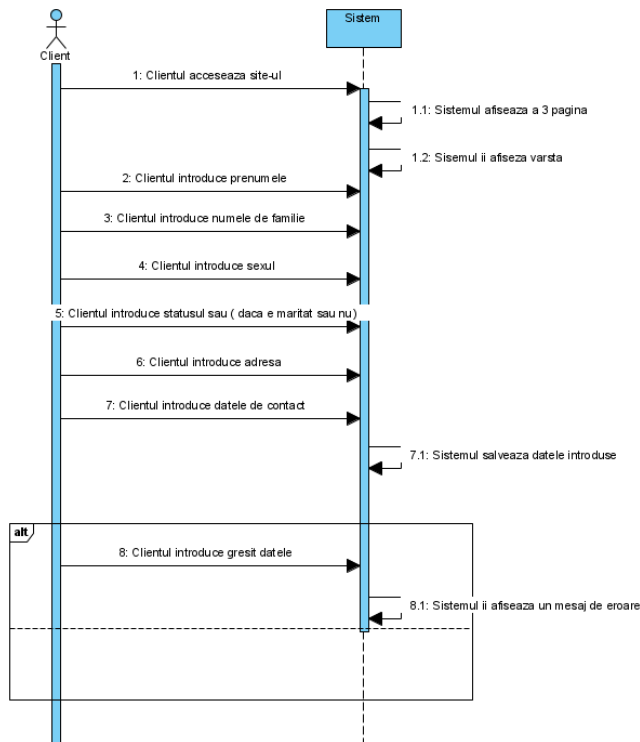 Client
Sistem
1: Clientul acceseaza site-ul
1.1: Sistemul afiseaza a 3 pagina
1.2: Sisemul ii afiseza varsta
2: Clientul introduce prenumele
3: Clientul introduce numele de familie
4: Clientul introduce sexul
5: Clientul introduce statusul sau ( daca e maritat sau nu)
6: Clientul introduce adresa
7: Clientul introduce datele de contact
7.1: Sistemul salveaza datele introduse
alt
8: Clientul introduce gresit datele
8.1: Sistemul ii afiseaza un mesaj de eroare